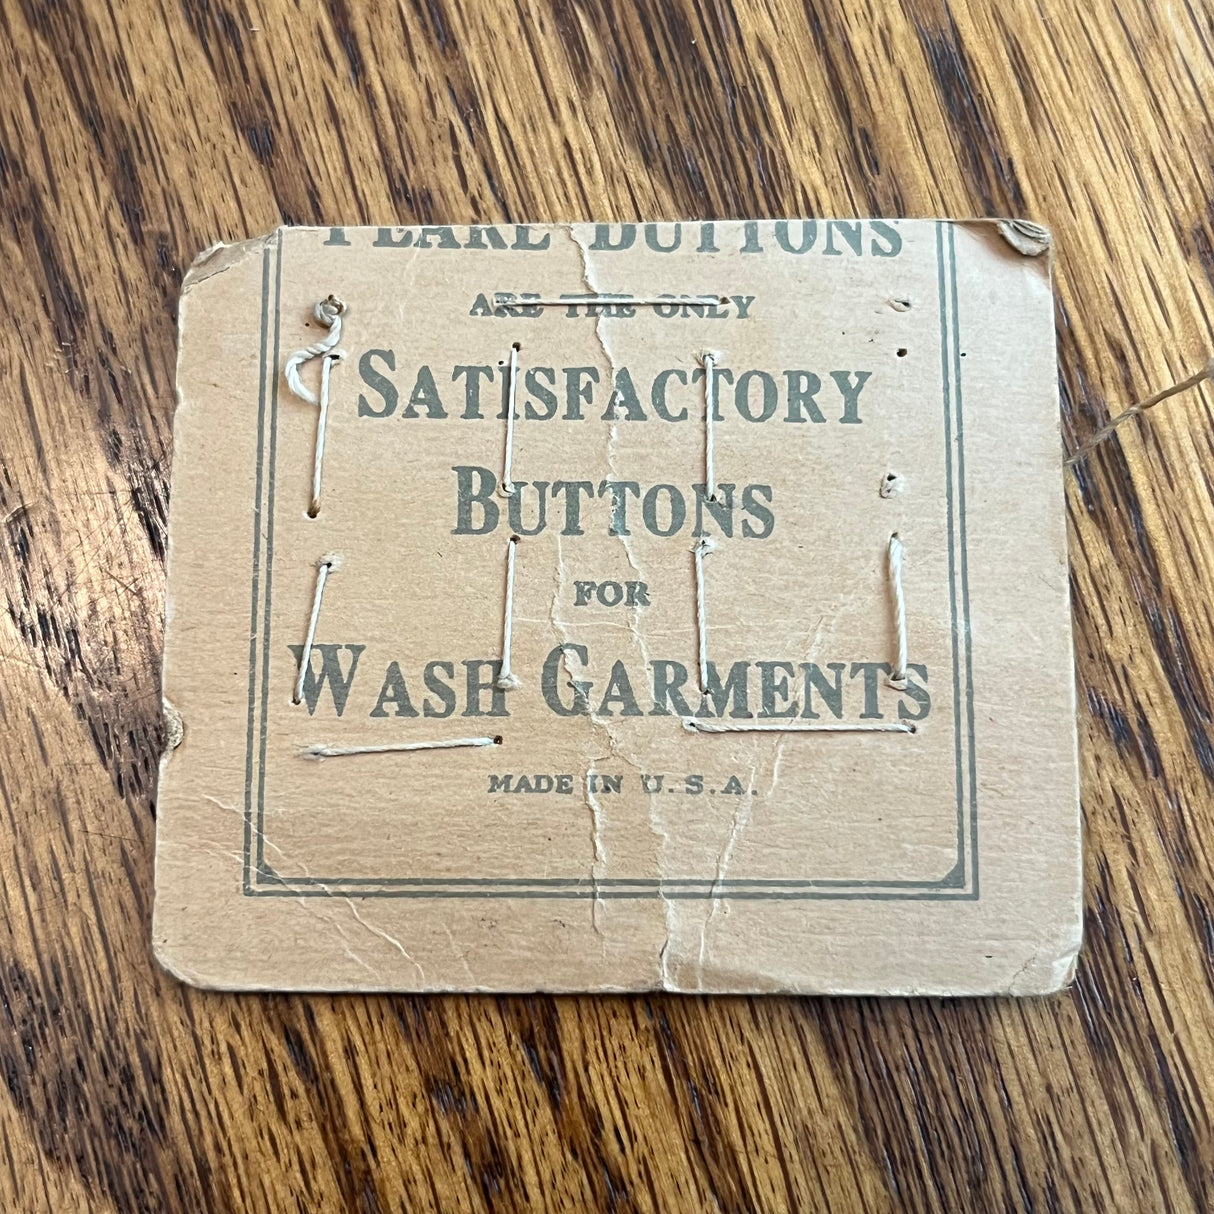 PEARL BUTTONS
ARE THE ONLY
SATISFACTORY
BUTTONS
FOR
WASH GARMENTS
MADE IN U.S.A.